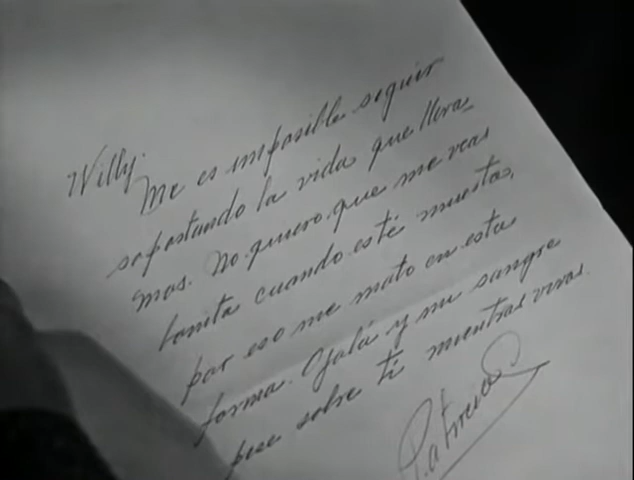 Willy:
Me es imposible seguir
soportando la vida que lleva-
mos. No quiero que me veas
bonita cuando esté muerta,
por eso me mato en esta
forma. Ojalá y mi sangre
pese sobre ti mientras vivas.
Patricia